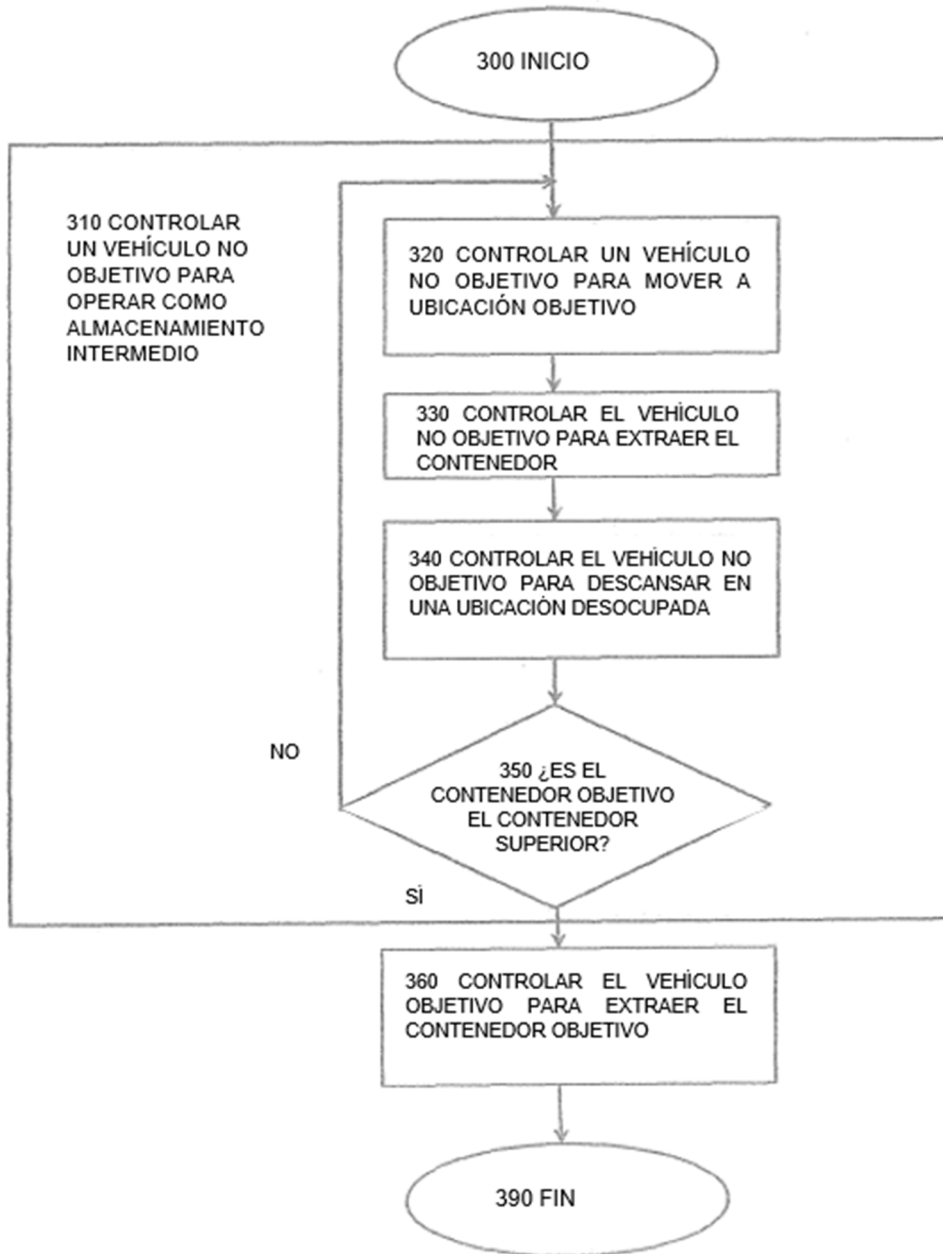 300 INICIO
310 CONTROLAR
UN VEHÍCULO NO
OBJETIVO PARA
OPERAR COMO
ALMACENAMIENTO
INTERMEDIO
320 CONTROLAR UN VEHÍCULO
NO OBJETIVO PARA MOVER A
UBICACIÓN OBJETIVO
330 CONTROLAR EL VEHÍCULO
NO OBJETIVO PARA EXTRAER EL
CONTENEDOR
340 CONTROLAR EL VEHÍCULO NO
OBJETIVO PARA DESCANSAR EN
UNA UBICACIÓN DESOCUPADA
NO
350 ¿ES EL
CONTENEDOR OBJETIVO
EL CONTENEDOR
SUPERIOR?
SÍ
360 CONTROLAR EL VEHÍCULO
OBJETIVO PARA EXTRAER EL
CONTENEDOR OBJETIVO
390 FIN